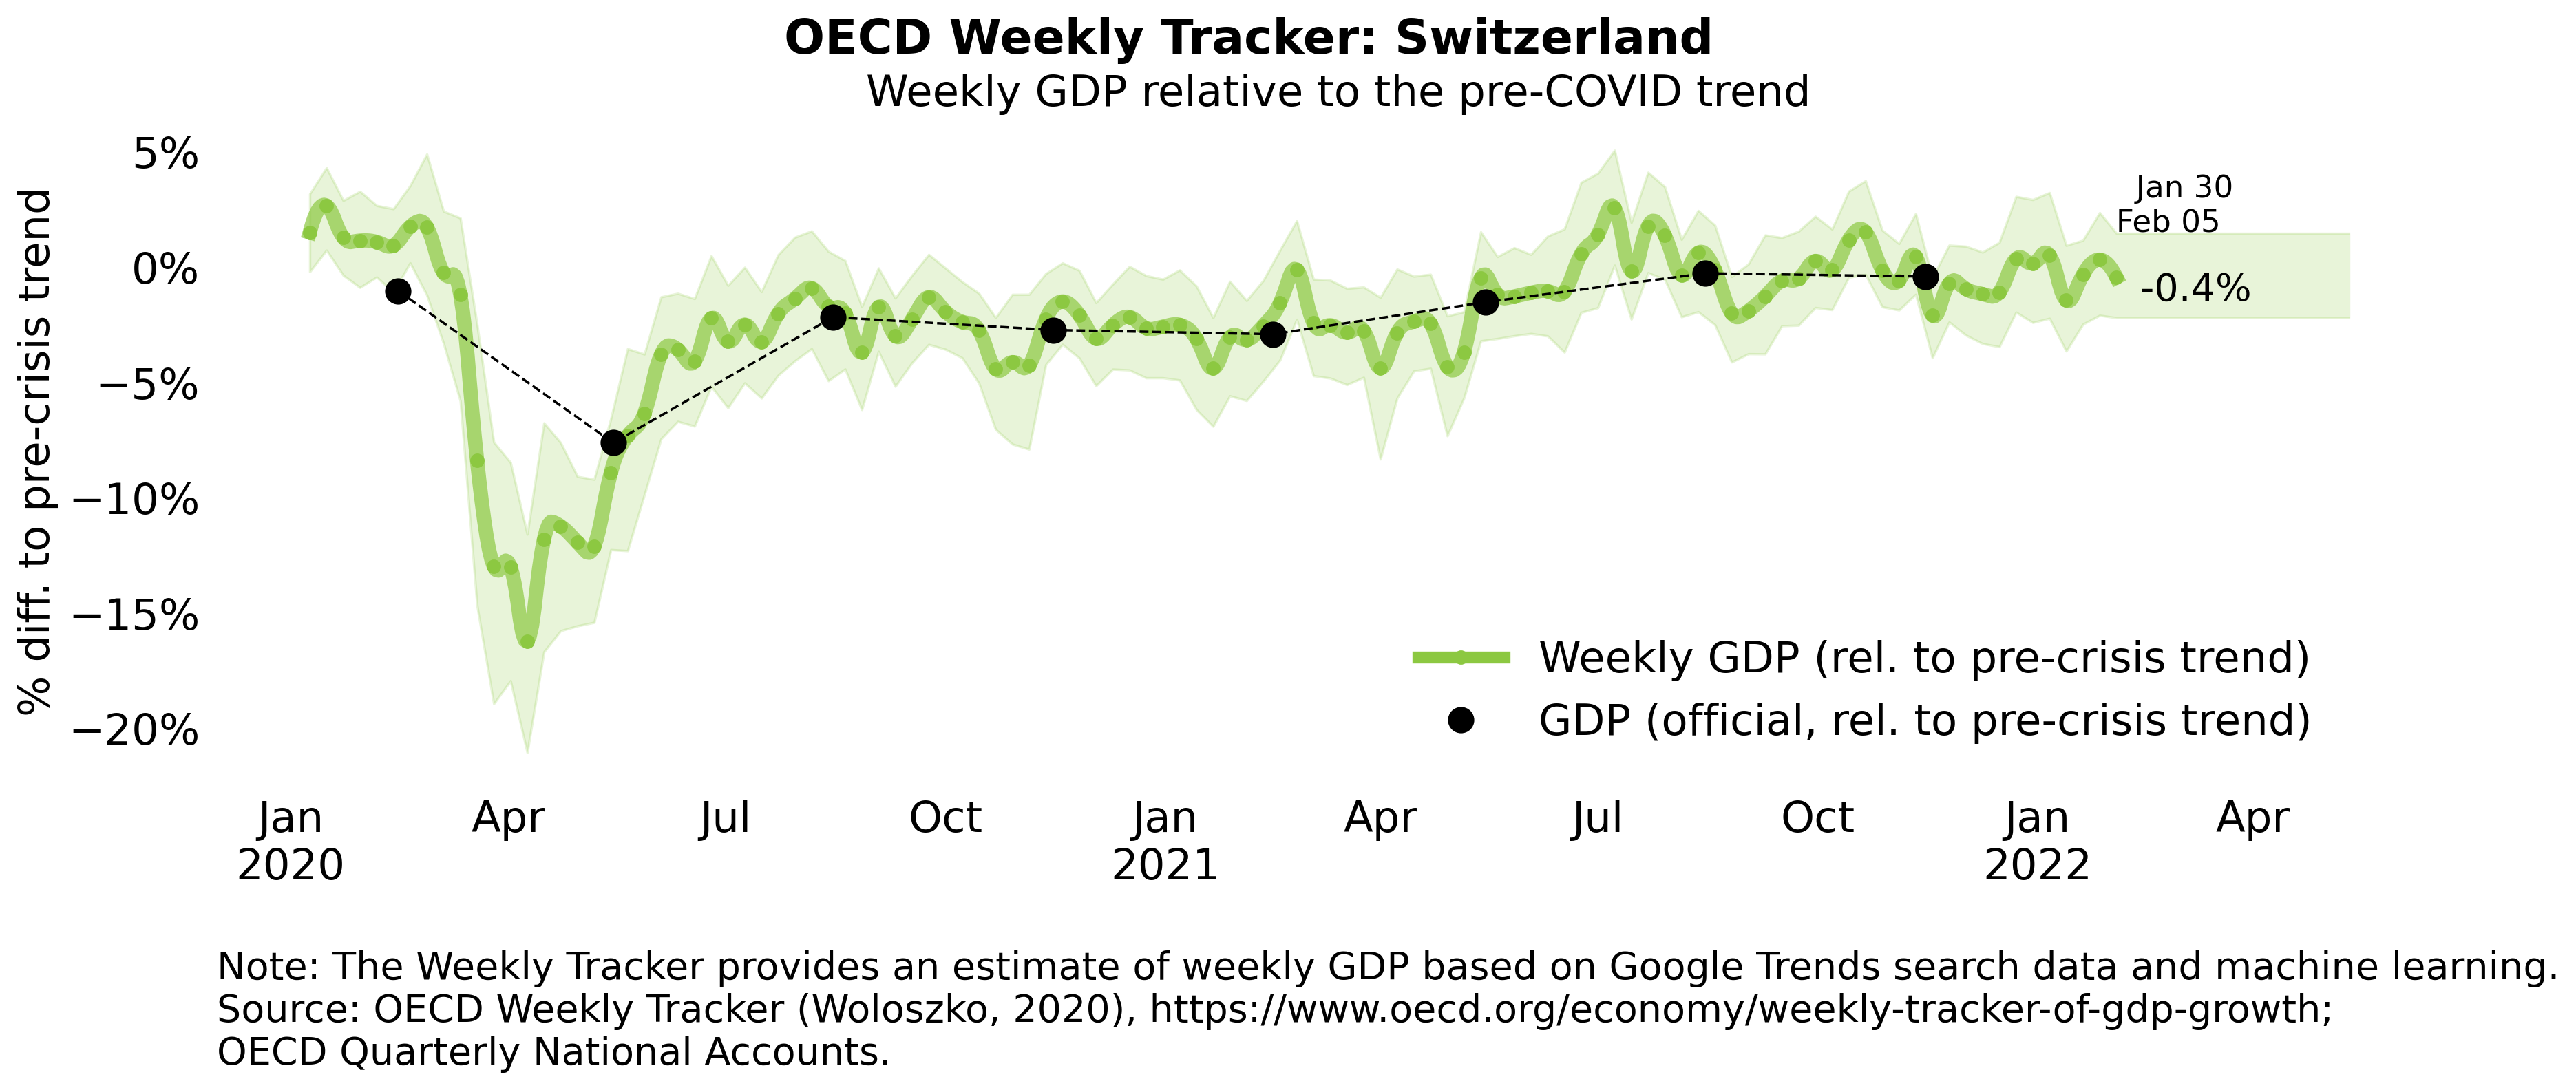 OECD Weekly Tracker: Switzerland
Weekly GDP relative to the pre-COVID trend
% diff. to pre-crisis trend
5%
0%
−5%
−10%
−15%
−20%
Jan 30
Feb 05
-0.4%
Weekly GDP (rel. to pre-crisis trend)
GDP (official, rel. to pre-crisis trend)
Jan Apr Jul Oct Jan Apr Jul Oct Jan Apr
2020 2021 2022
Note: The Weekly Tracker provides an estimate of weekly GDP based on Google Trends search data and machine learning.
Source: OECD Weekly Tracker (Woloszko, 2020), https://www.oecd.org/economy/weekly-tracker-of-gdp-growth;
OECD Quarterly National Accounts.